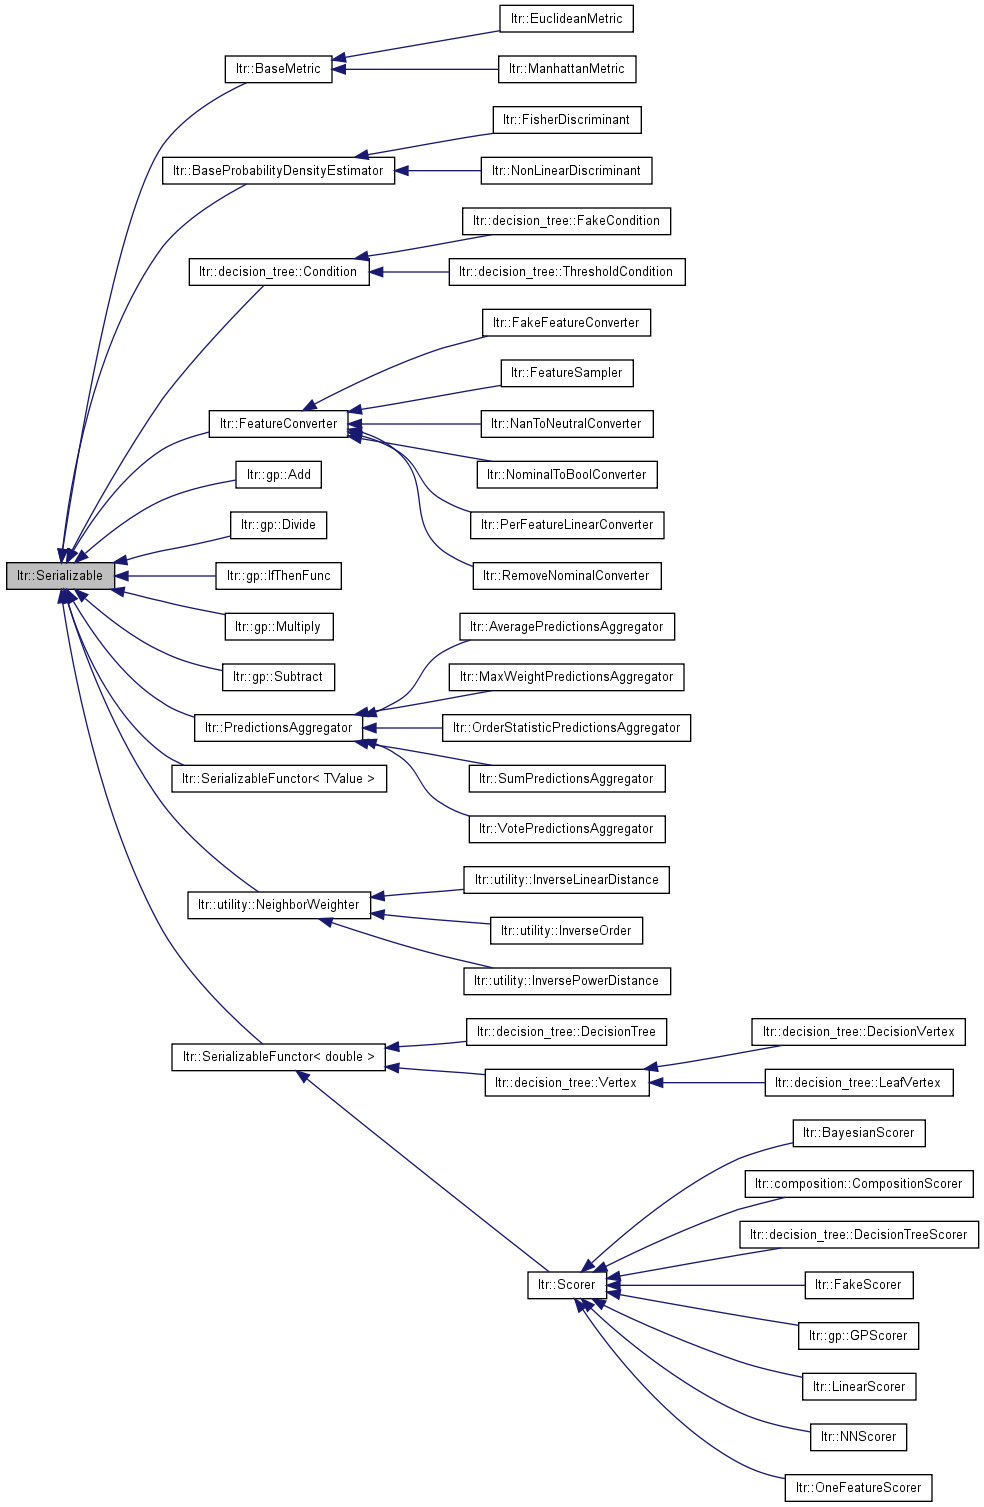 ltr::EuclideanMetric
ltr::BaseMetric
ltr::ManhattanMetric
ltr::FisherDiscriminant
ltr::BaseProbabilityDensityEstimator
ltr::NonLinearDiscriminant
ltr::decision_tree::FakeCondition
ltr::decision_tree::Condition
ltr::decision_tree::ThresholdCondition
ltr::FakeFeatureConverter
ltr::FeatureSampler
ltr::FeatureConverter
ltr::NanToNeutralConverter
ltr::gp::Add
ltr::NominalToBoolConverter
ltr::gp::Divide
ltr::PerFeatureLinearConverter
ltr::Serializable
ltr::gp::IfThenFunc
ltr::RemoveNominalConverter
ltr::gp::Multiply
ltr::AveragePredictionsAggregator
ltr::gp::Subtract
ltr::MaxWeightPredictionsAggregator
ltr::PredictionsAggregator
ltr::OrderStatisticPredictionsAggregator
ltr::SerializableFunctor< TValue >
ltr::SumPredictionsAggregator
ltr::VotePredictionsAggregator
ltr::utility::InverseLinearDistance
ltr::utility::NeighborWeighter
ltr::utility::InverseOrder
ltr::utility::InversePowerDistance
ltr::decision_tree::DecisionTree
ltr::decision_tree::DecisionVertex
ltr::SerializableFunctor< double >
ltr::decision_tree::Vertex
ltr::decision_tree::LeafVertex
ltr::BayesianScorer
ltr::composition::CompositionScorer
ltr::decision_tree::DecisionTreeScorer
ltr::Scorer
ltr::FakeScorer
ltr::gp::GPScorer
ltr::LinearScorer
ltr::NNScorer
ltr::OneFeatureScorer